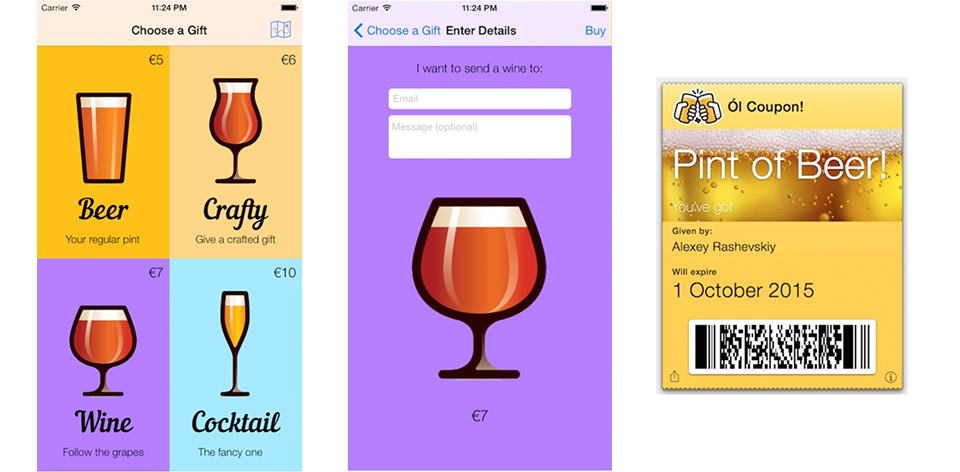 Carrier 11:24 PM
Choose a Gift
€5
Beer
Your regular pint
€6
Crafty
Give a crafted gift
€7
Wine
Follow the grapes
€10
Cocktail
The fancy one
Carrier 11:24 PM
Choose a Gift Enter Details Buy
I want to send a wine to:
Email
Message (optional)
€7
Ól Coupon!
Pint of Beer!
You've got
Given by:
Alexey Rashevskiy
Will expire
1 October 2015